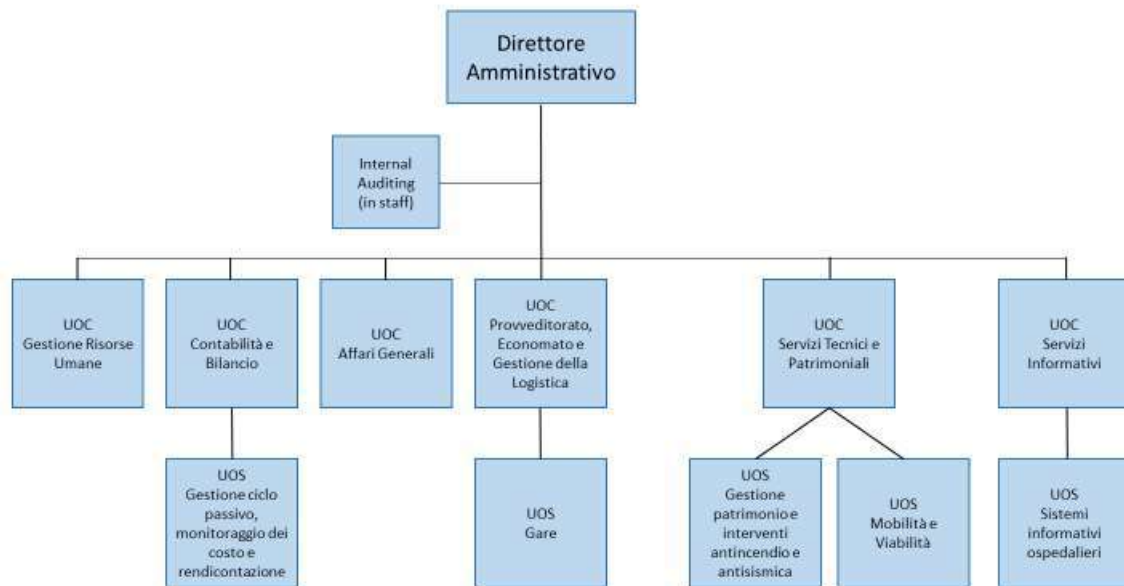 Direttore
Amministrativo
Internal
Auditing
(in staff)
UOC
Gestione Risorse
Umane
UOC
Contabilità e
Bilancio
UOC
Affari Generali
UOC
Provveditorato,
Economato e
Gestione della
Logistica
UOC
Servizi Tecnici e
Patrimoniali
UOC
Servizi
Informativi
UOS
Gestione ciclo
passivo,
monitoraggio dei
costo e
rendicontazione
UOS
Gare
UOS
Gestione
patrimonio e
interventi
antincendio e
antisismica
UOS
Mobilità e
Viabilità
UOS
Sistemi
informativi
ospedalieri